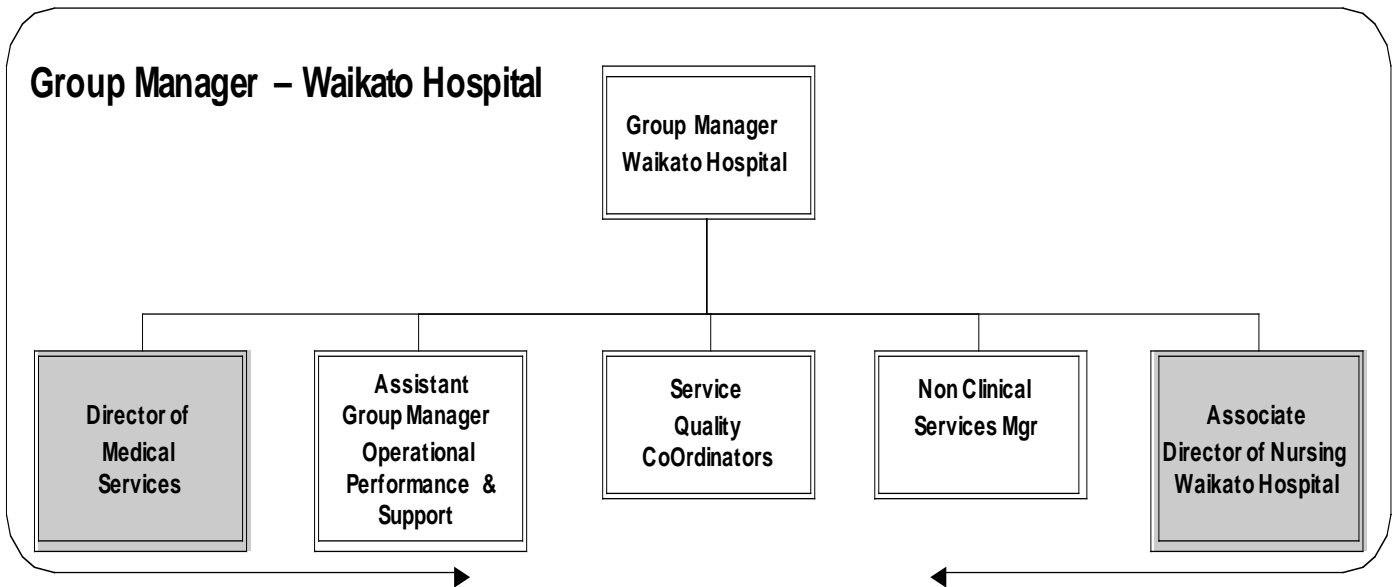 Group Manager – Waikato Hospital
Group Manager
Waikato Hospital
Director of
Medical
Services
Assistant
Group Manager
Operational
Performance &
Support
Service
Quality
CoOrdinators
Non Clinical
Services Mgr
Associate
Director of Nursing
Waikato Hospital